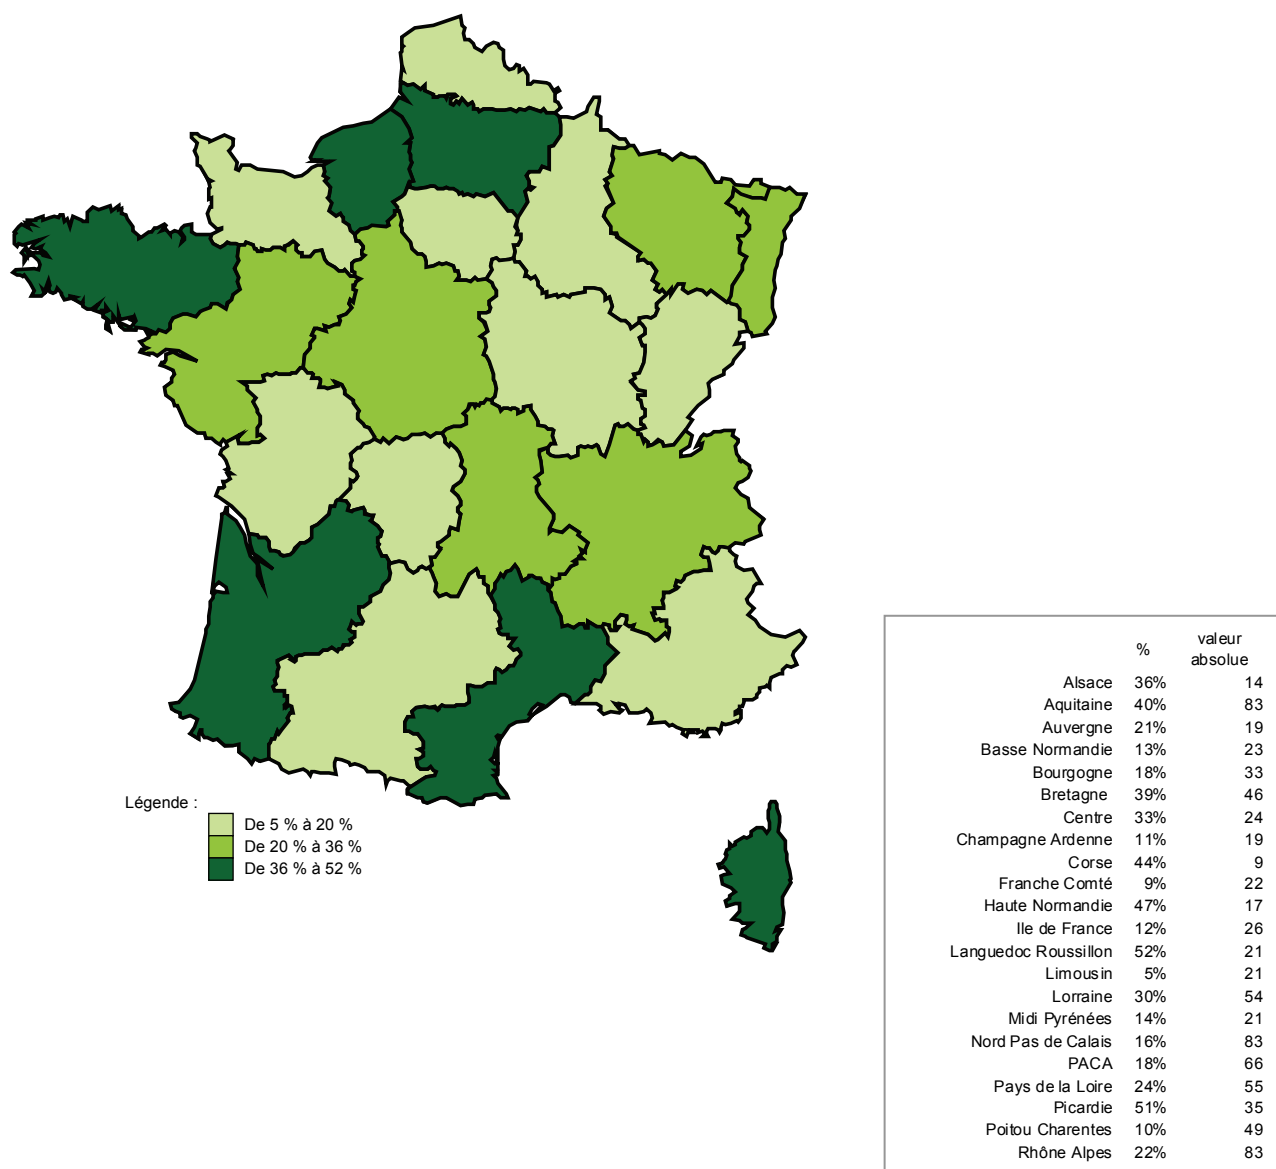 Légende :
De 5 % à 20 %
De 20 % à 36 %
De 36 % à 52 %
% valeur absolue
Alsace 36% 14
Aquitaine 40% 83
Auvergne 21% 19
Basse Normandie 13% 23
Bourgogne 18% 33
Bretagne 39% 46
Centre 33% 24
Champagne Ardenne 11% 19
Corse 44% 9
Franche Comté 9% 22
Haute Normandie 47% 17
Ile de France 12% 26
Languedoc Roussillon 52% 21
Limousin 5% 21
Lorraine 30% 54
Midi Pyrénées 14% 21
Nord Pas de Calais 16% 83
PACA 18% 66
Pays de la Loire 24% 55
Picardie 51% 35
Poitou Charentes 10% 49
Rhône Alpes 22% 83